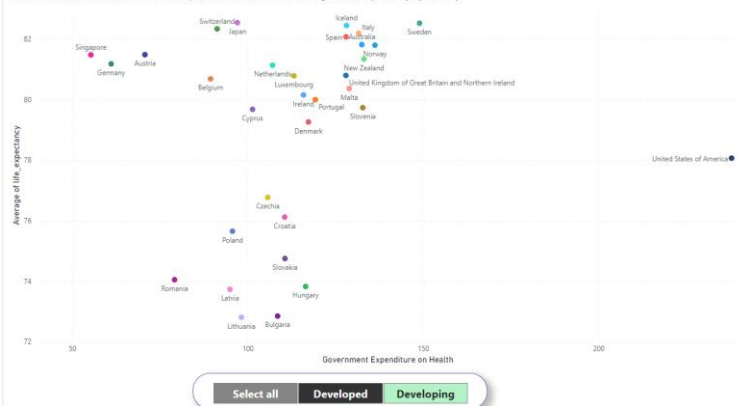 82
80
78
76
74
72
Average of life_expectancy
Switzerland
Japan
Iceland
Italy
Spain
Australia
Sweden
Norway
Singapore
Germany
Austria
New Zealand
Netherlands
Luxembourg
United Kingdom of Great Britain and Northern Ireland
Belgium
Malta
Ireland
Portugal
Slovenia
Cyprus
Denmark
United States of America
Czechia
Croatia
Poland
Slovakia
Romania
Latvia
Hungary
Lithuania
Bulgaria
50
100
150
200
Government Expenditure on Health
Select all
Developed
Developing